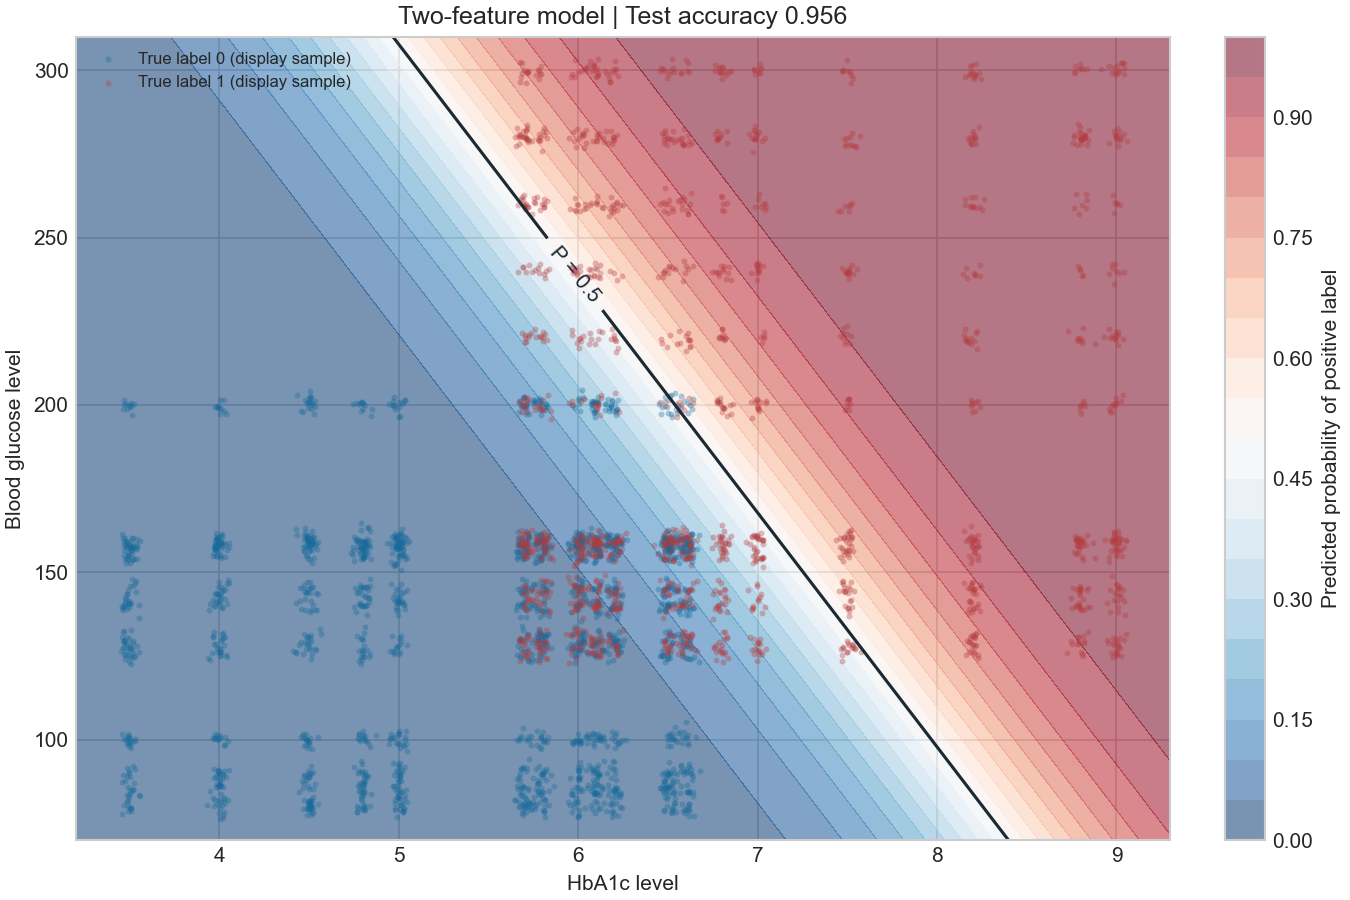 Two-feature model | Test accuracy 0.956
True label 0 (display sample)
True label 1 (display sample)
300
250
200
150
100
Blood glucose level
P = 0.5
4
5
6
7
8
9
HbA1c level
0.90
0.75
0.60
0.45
0.30
0.15
0.00
Predicted probability of positive label